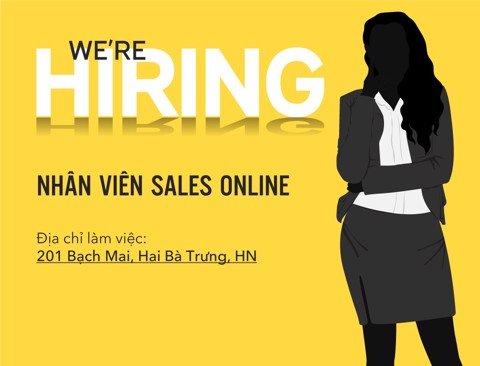 WE'RE
HIRING
NHÂN VIÊN SALES ONLINE
Địa chỉ làm việc:
201 Bạch Mai, Hai Bà Trưng, HN